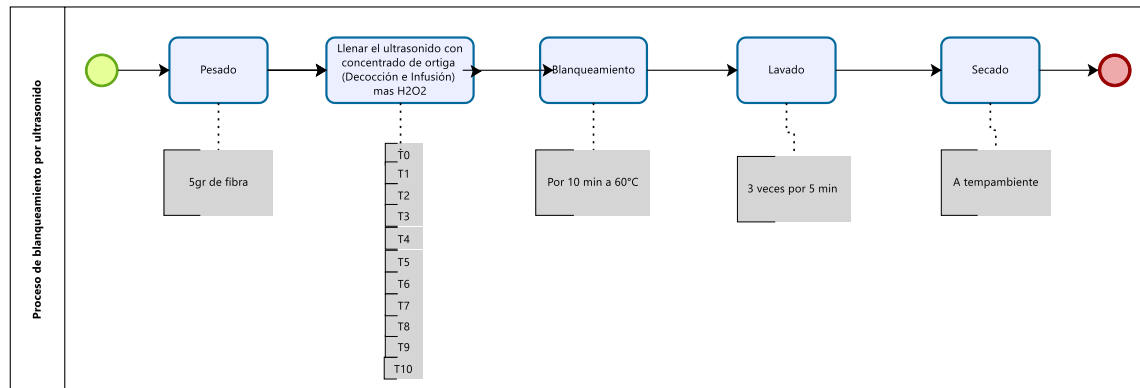 Proceso de blanqueamiento por ultrasonido
Pesado
Llenar el ultrasonido con
concentrado de ortiga
(Decocción e Infusión)
mas H2O2
Blanqueamiento
Lavado
Secado
5gr de fibra
T0
T1
T2
T3
T4
T5
T6
T7
T8
T9
T10
Por 10 min a 60°C
3 veces por 5 min
A tempambiente